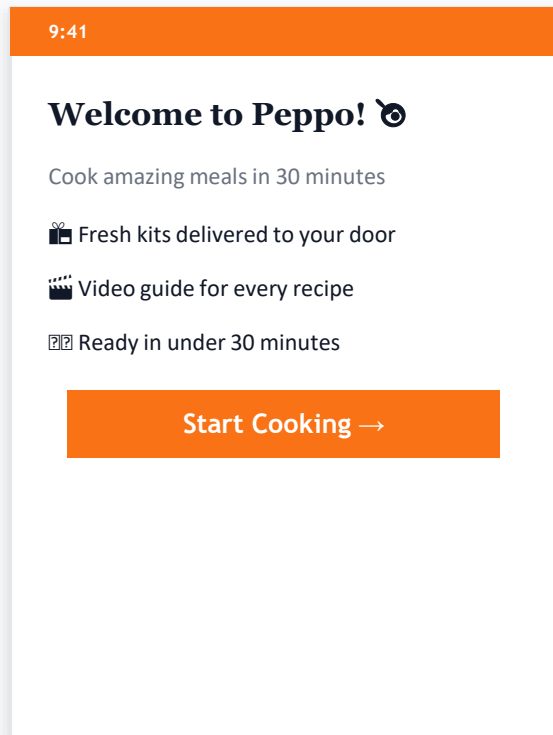 9:41
Welcome to Peppo! 🍳
Cook amazing meals in 30 minutes
🎁 Fresh kits delivered to your door
🎬 Video guide for every recipe
Ready in under 30 minutes
Start Cooking →